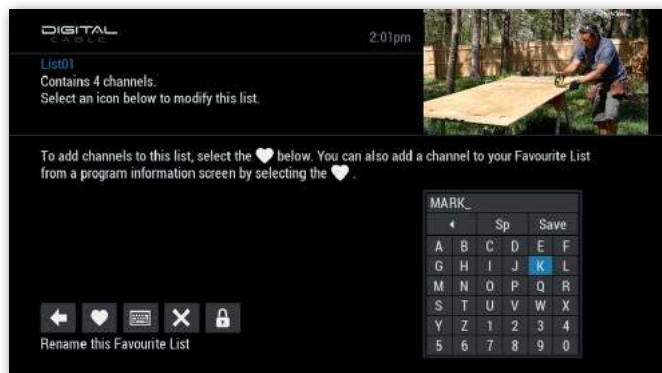 DIGITAL
CABLE
2:01pm
List01
Contains 4 channels.
Select an icon below to modify this list.
To add channels to this list, select the below. You can also add a channel to your Favourite List
from a program information screen by selecting the .
MARK_
Sp Save
A B C D E F
G H I J K L
M N O P Q R
S T U V W X
Y Z 1 2 3 4
5 6 7 8 9 0
Rename this Favourite List